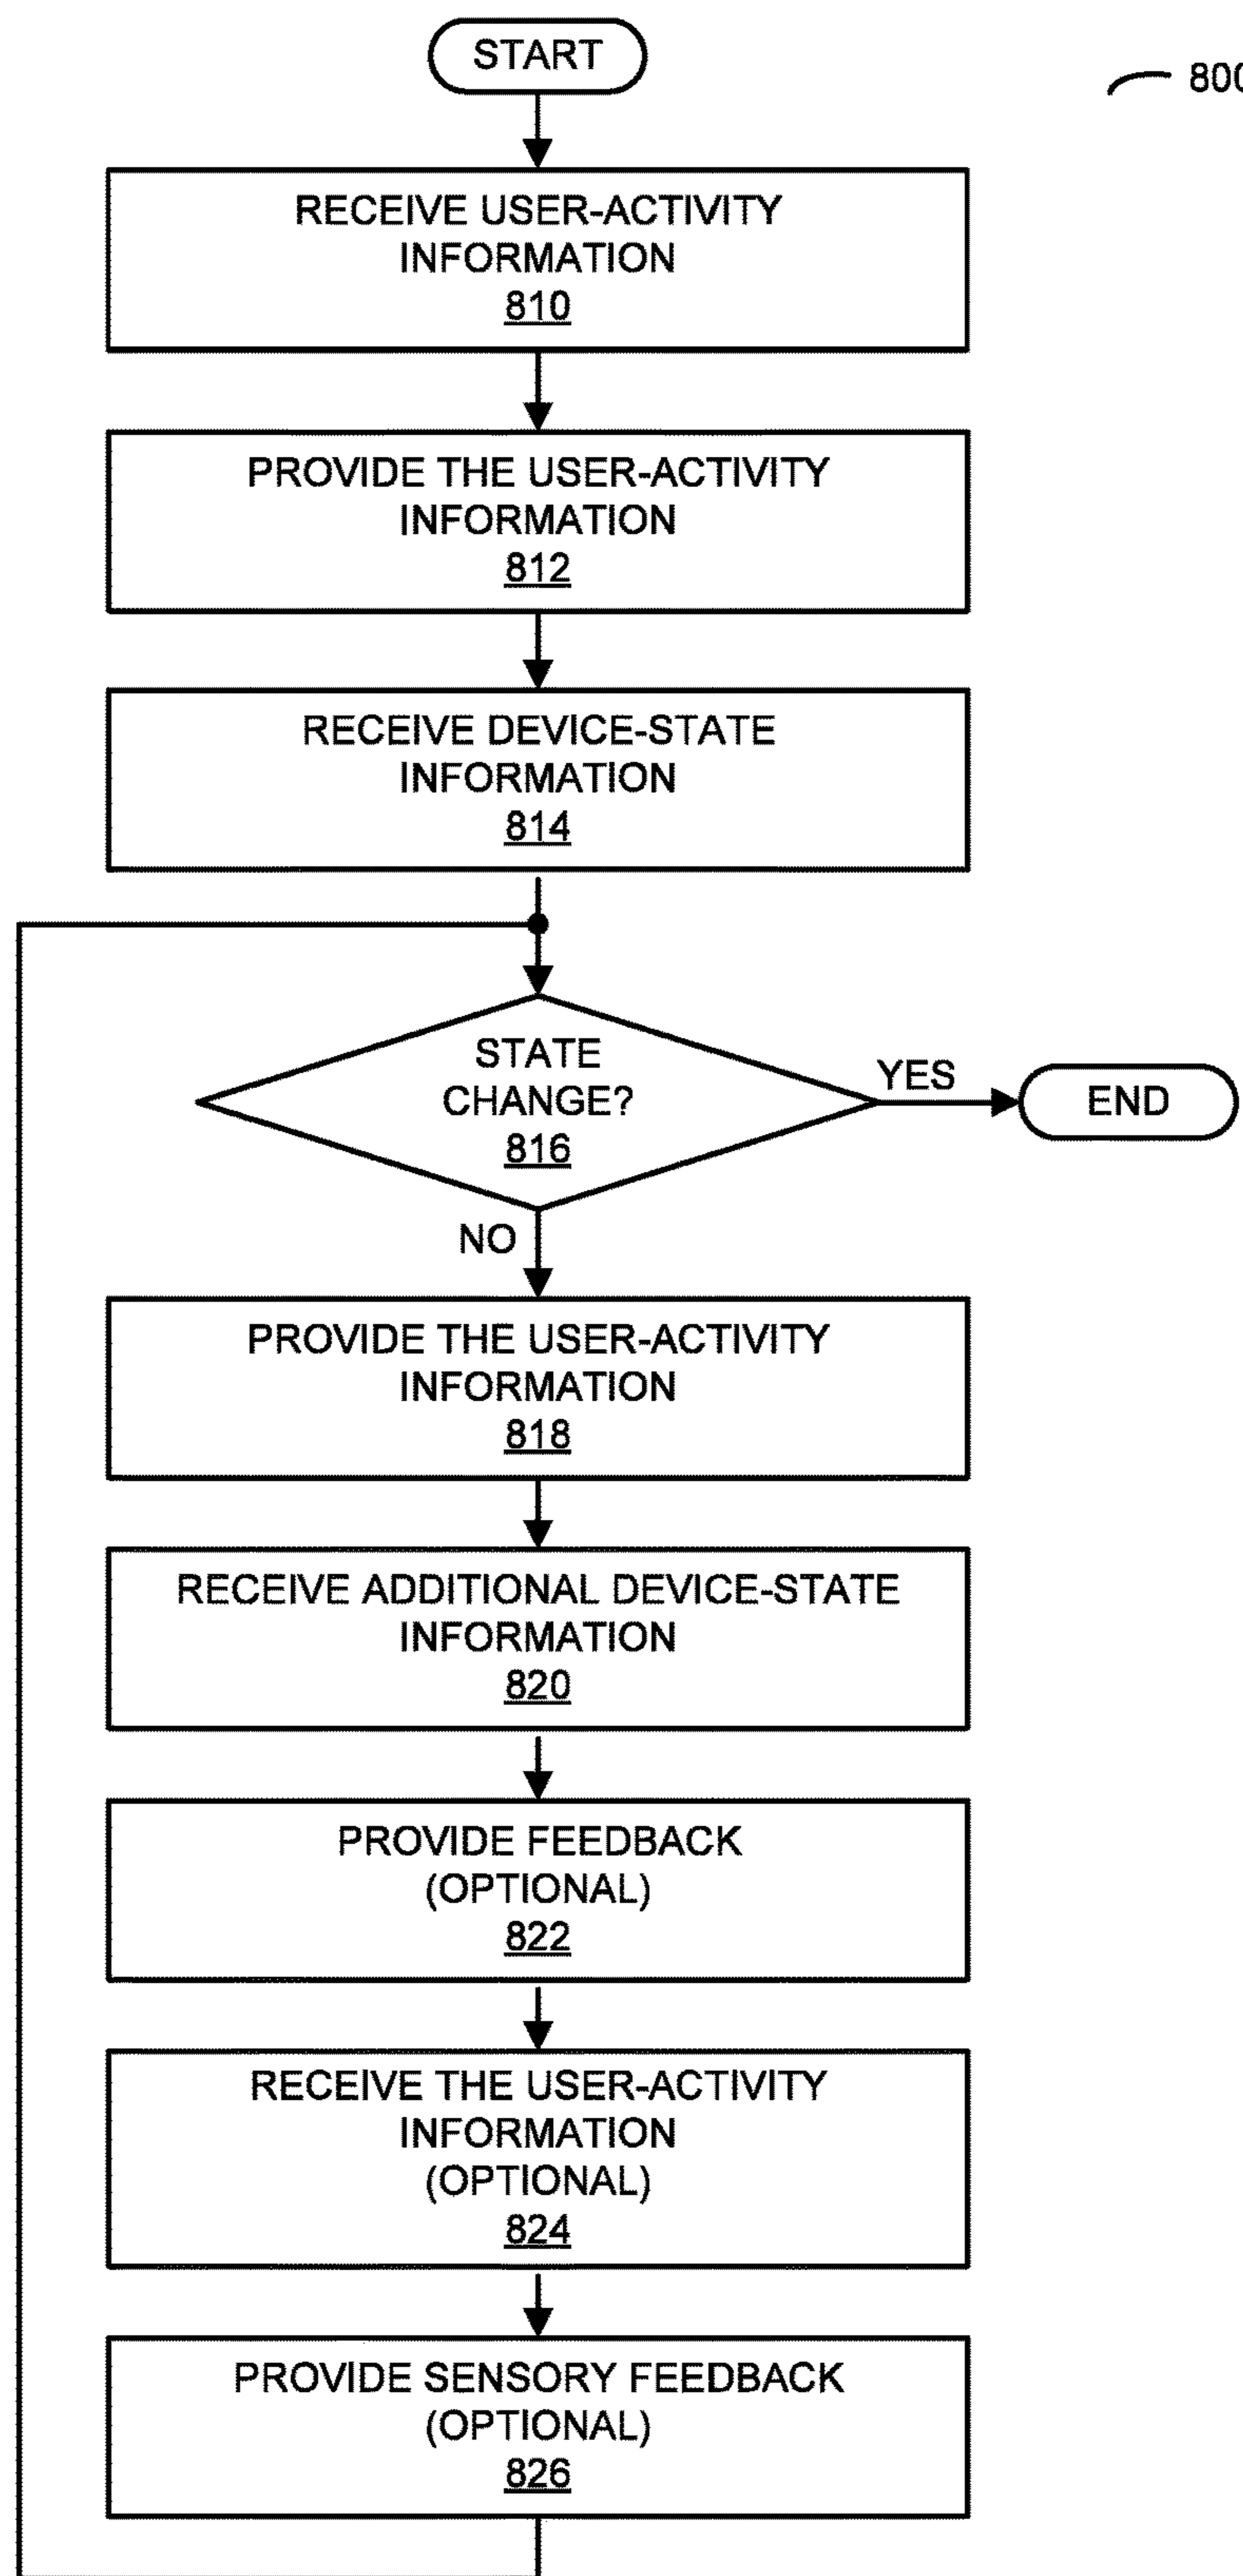 START
800
RECEIVE USER-ACTIVITY
INFORMATION
810
PROVIDE THE USER-ACTIVITY
INFORMATION
812
RECEIVE DEVICE-STATE
INFORMATION
814
STATE
CHANGE?
816
YES
END
NO
PROVIDE THE USER-ACTIVITY
INFORMATION
818
RECEIVE ADDITIONAL DEVICE-STATE
INFORMATION
820
PROVIDE FEEDBACK
(OPTIONAL)
822
RECEIVE THE USER-ACTIVITY
INFORMATION
(OPTIONAL)
824
PROVIDE SENSORY FEEDBACK
(OPTIONAL)
826